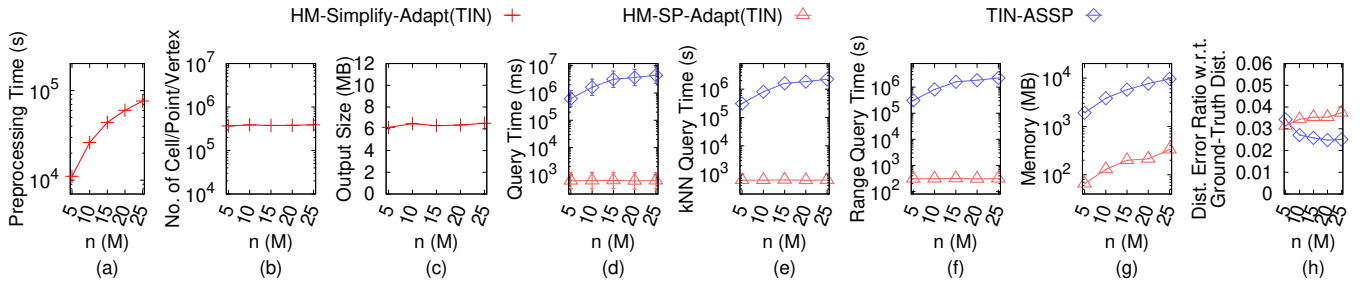 HM-Simplify-Adapt(TIN) HM-SP-Adapt(TIN) TIN-ASSP
Preprocessing Time (s)
10^5
10^4
5 10 15 20 25
n (M)
(a)
No. of Cell/Point/Vertex
10^7
10^6
10^5
10^4
5 10 15 20 25
n (M)
(b)
Output Size (MB)
12
10
8
6
4
2
0
5 10 15 20 25
n (M)
(c)
Query Time (ms)
10^7
10^6
10^5
10^4
10^3
5 10 15 20 25
n (M)
(d)
kNN Query Time (s)
10^6
10^5
10^4
10^3
5 10 15 20 25
n (M)
(e)
Range Query Time (s)
10^6
10^5
10^4
10^3
10^2
5 10 15 20 25
n (M)
(f)
Memory (MB)
10^4
10^3
10^2
5 10 15 20 25
n (M)
(g)
Dist. Error Ratio w.r.t.
Ground-Truth Dist.
0.06
0.05
0.04
0.03
0.02
0.01
0
5 10 15 20 25
n (M)
(h)